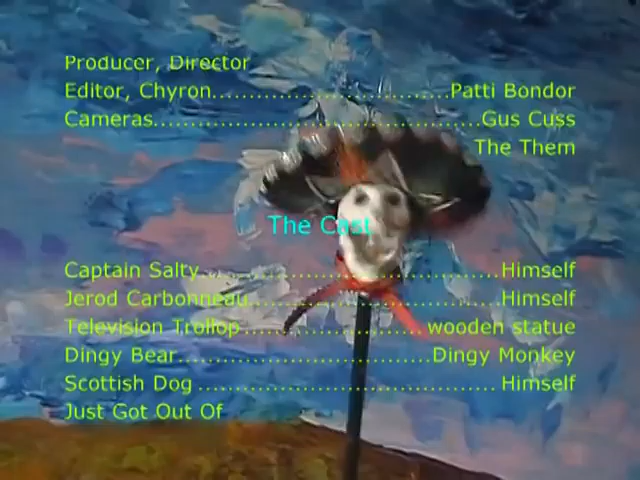 Producer, Director
Editor, Chyron..............................Patti Bondor
Cameras.........................................Gus Cuss
The Them
The Cast
Captain Salty.....................................Himself
Jerod Carbonneau...............................Himself
Television Trollop.......................wooden statue
Dingy Bear................................Dingy Monkey
Scottish Dog.....................................Himself
Just Got Out Of